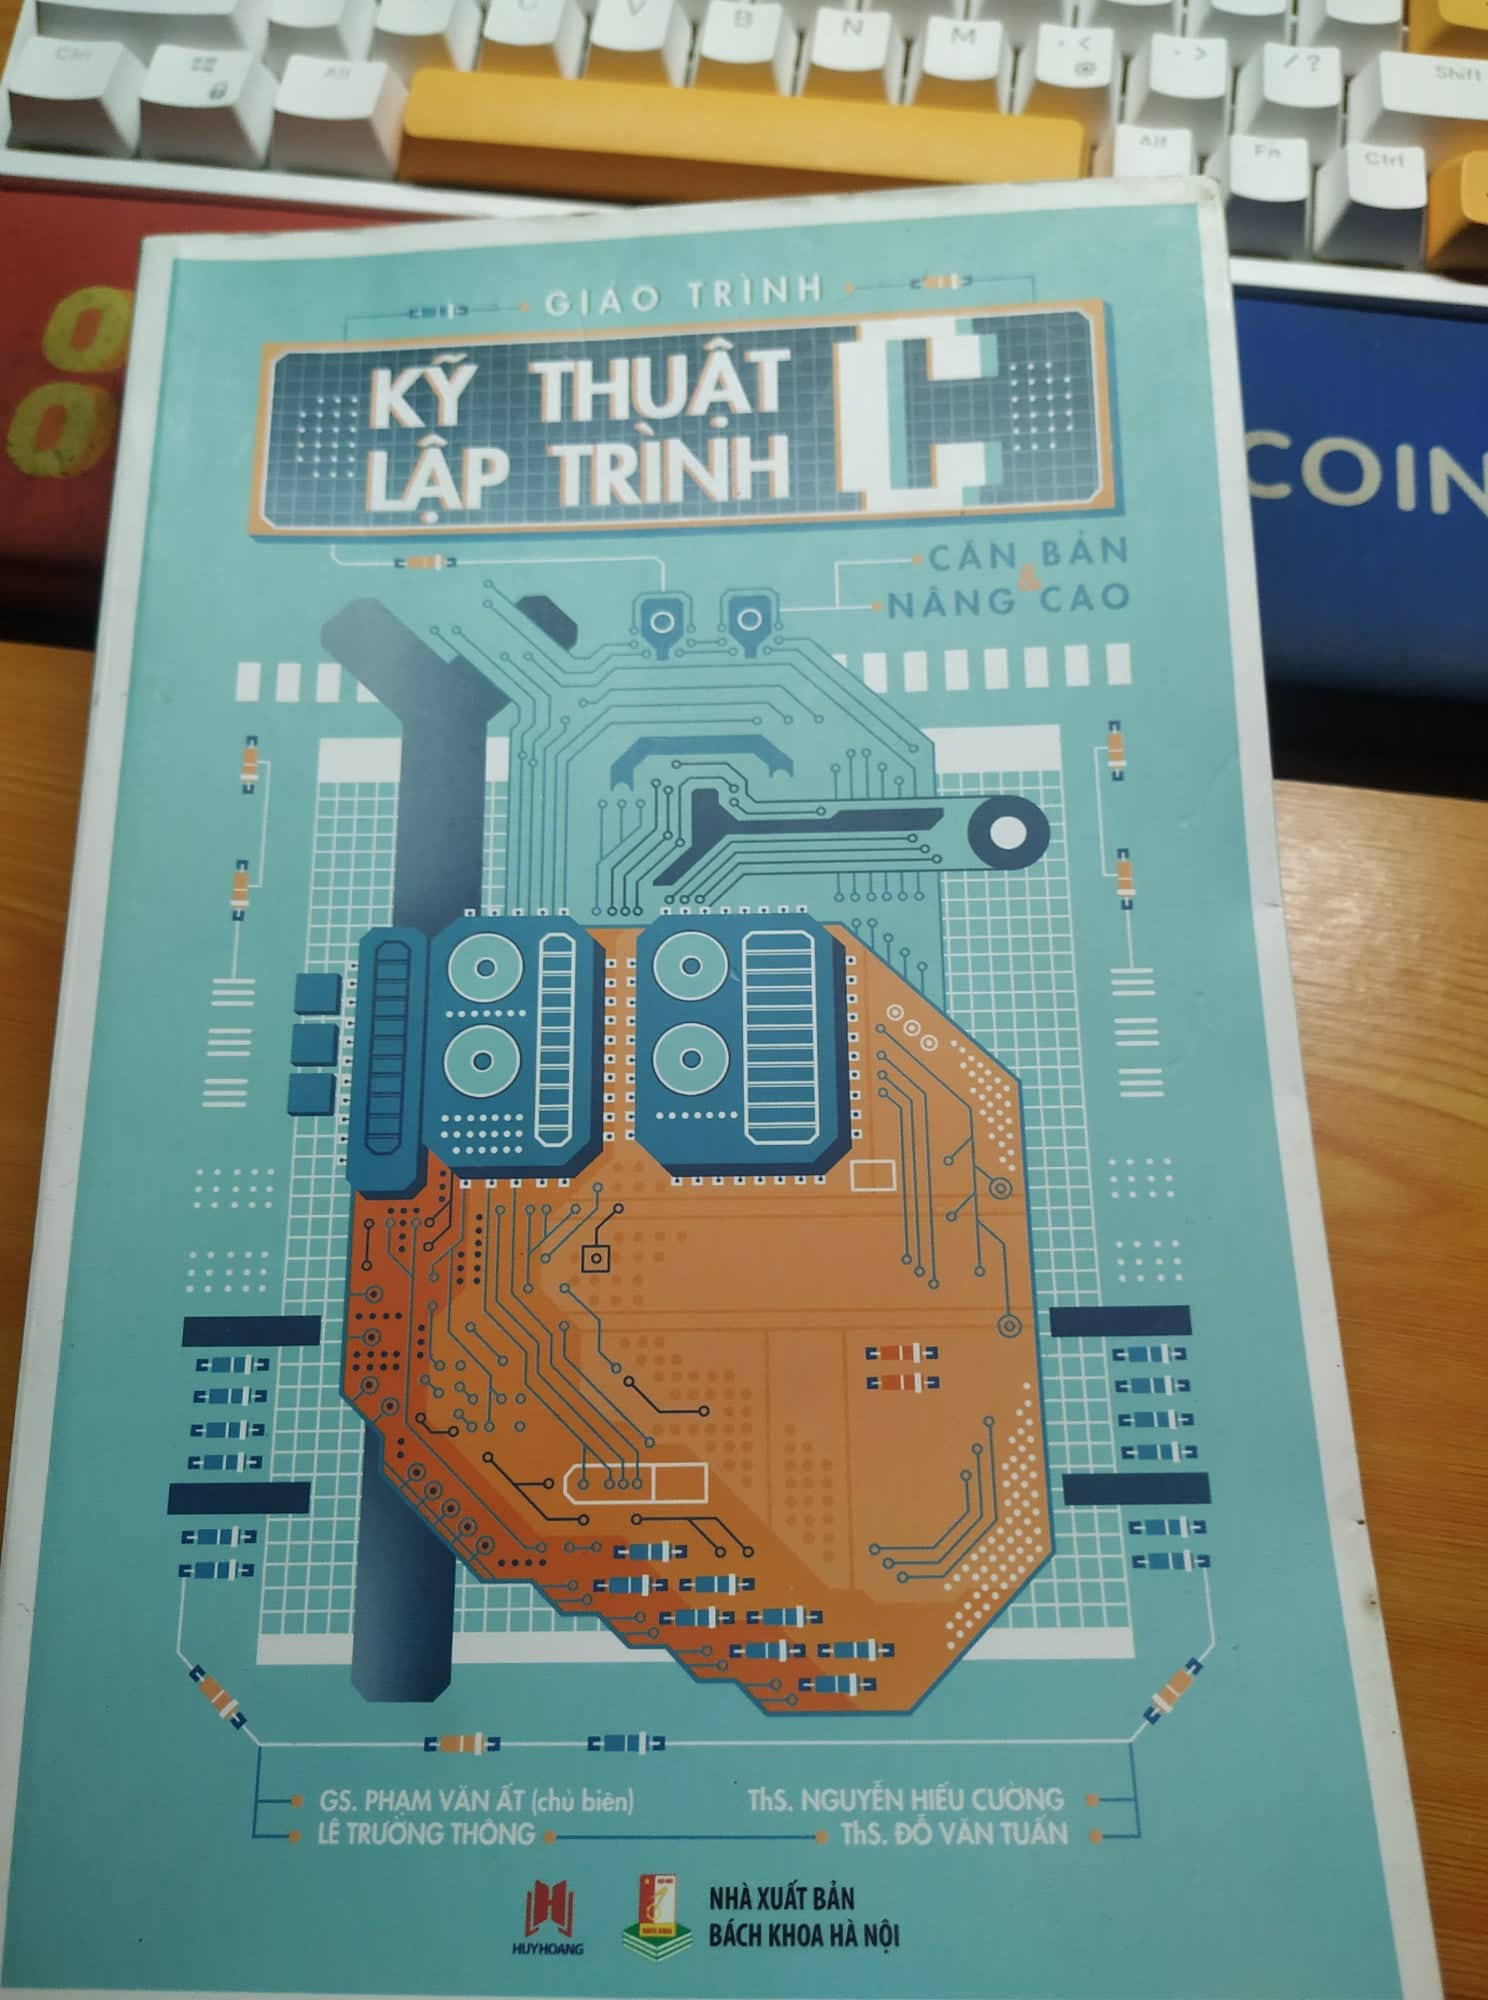 C V B N M < > / ?
Ctrl Alt @ Shift
Alt Fn Ctrl
COIN
GIÁO TRÌNH
KỸ THUẬT
LẬP TRÌNH C
CĂN BẢN
&
NÂNG CAO
GS. PHẠM VĂN ẤT (chủ biên) ThS. NGUYỄN HIẾU CƯỜNG
LÊ TRƯỜNG THÔNG ThS. ĐỖ VĂN TUẤN
HUYHOANG
NHÀ XUẤT BẢN
BÁCH KHOA HÀ NỘI